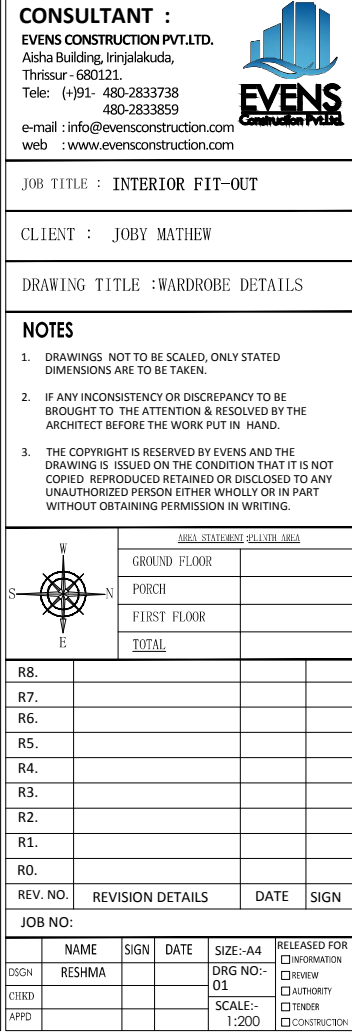 CONSULTANT :
EVENS CONSTRUCTION PVT.LTD.
Aisha Building, Irinjalakuda,
Thrissur - 680121.
Tele: (+)91- 480-2833738
480-2833859
e-mail : info@evensconstruction.com
web : www.evensconstruction.com
EVENS
Construction Pvt.Ltd
JOB TITLE : INTERIOR FIT-OUT
CLIENT : JOBY MATHEW
DRAWING TITLE :WARDROBE DETAILS
NOTES
1. DRAWINGS NOT TO BE SCALED, ONLY STATED
DIMENSIONS ARE TO BE TAKEN.
2. IF ANY INCONSISTENCY OR DISCREPANCY TO BE
BROUGHT TO THE ATTENTION & RESOLVED BY THE
ARCHITECT BEFORE THE WORK PUT IN HAND.
3. THE COPYRIGHT IS RESERVED BY EVENS AND THE
DRAWING IS ISSUED ON THE CONDITION THAT IT IS NOT
COPIED REPRODUCED RETAINED OR DISCLOSED TO ANY
UNAUTHORIZED PERSON EITHER WHOLLY OR IN PART
WITHOUT OBTAINING PERMISSION IN WRITING.
W
S N
E
AREA STATEMENT :PLINTH AREA
GROUND FLOOR
PORCH
FIRST FLOOR
TOTAL
R8.
R7.
R6.
R5.
R4.
R3.
R2.
R1.
R0.
REV. NO. REVISION DETAILS DATE SIGN
JOB NO:
NAME SIGN DATE
DSGN RESHMA
CHKD
APPD
SIZE:-A4
DRG NO:-
01
SCALE:-
1:200
RELEASED FOR
INFORMATION
REVIEW
AUTHORITY
TENDER
CONSTRUCTION